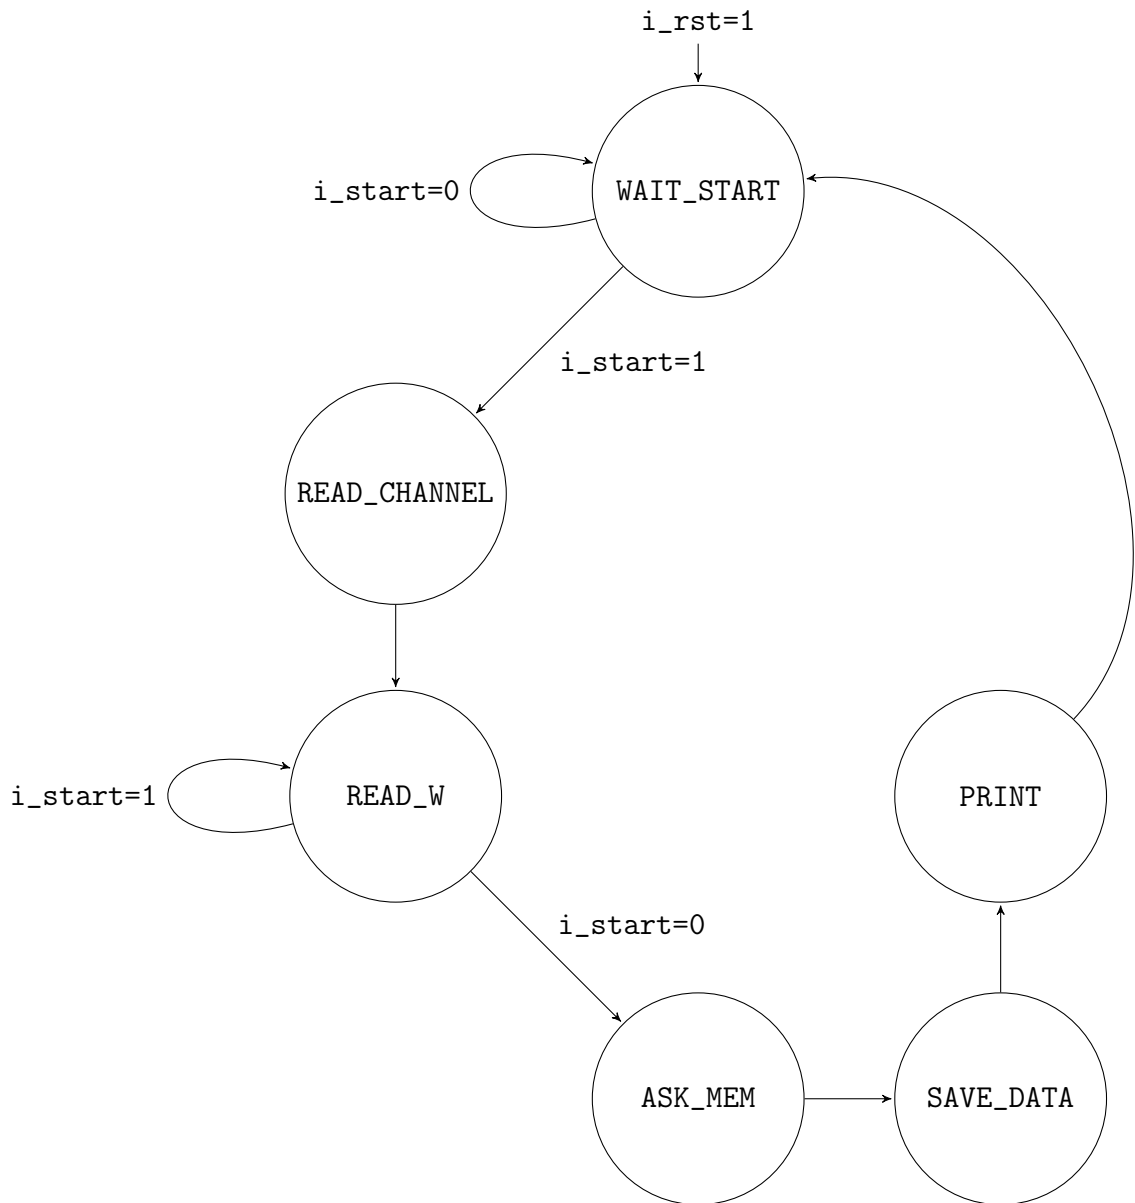 i_rst=1
i_start=0
WAIT_START
i_start=1
READ_CHANNEL
i_start=1
READ_W
PRINT
i_start=0
ASK_MEM
SAVE_DATA